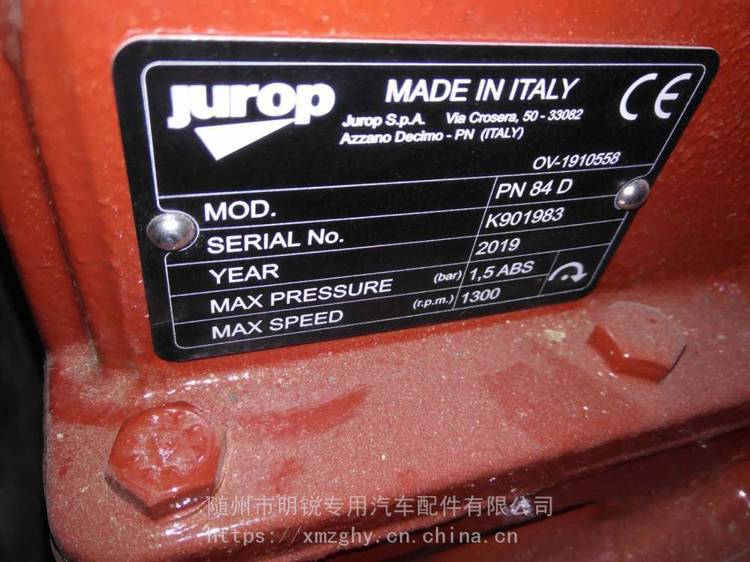 jurop
MADE IN ITALY
Jurop S.p.A. Via Crosera, 50 - 33082
Azzano Decimo - PN (ITALY)
CE
OV-1910558
MOD. PN 84 D
SERIAL No. K901983
YEAR 2019
MAX PRESSURE (bar) 1,5 ABS
MAX SPEED (r.p.m.) 1300
随州市明锐专用汽车配件有限公司
https://xmzghy.cn.china.cn